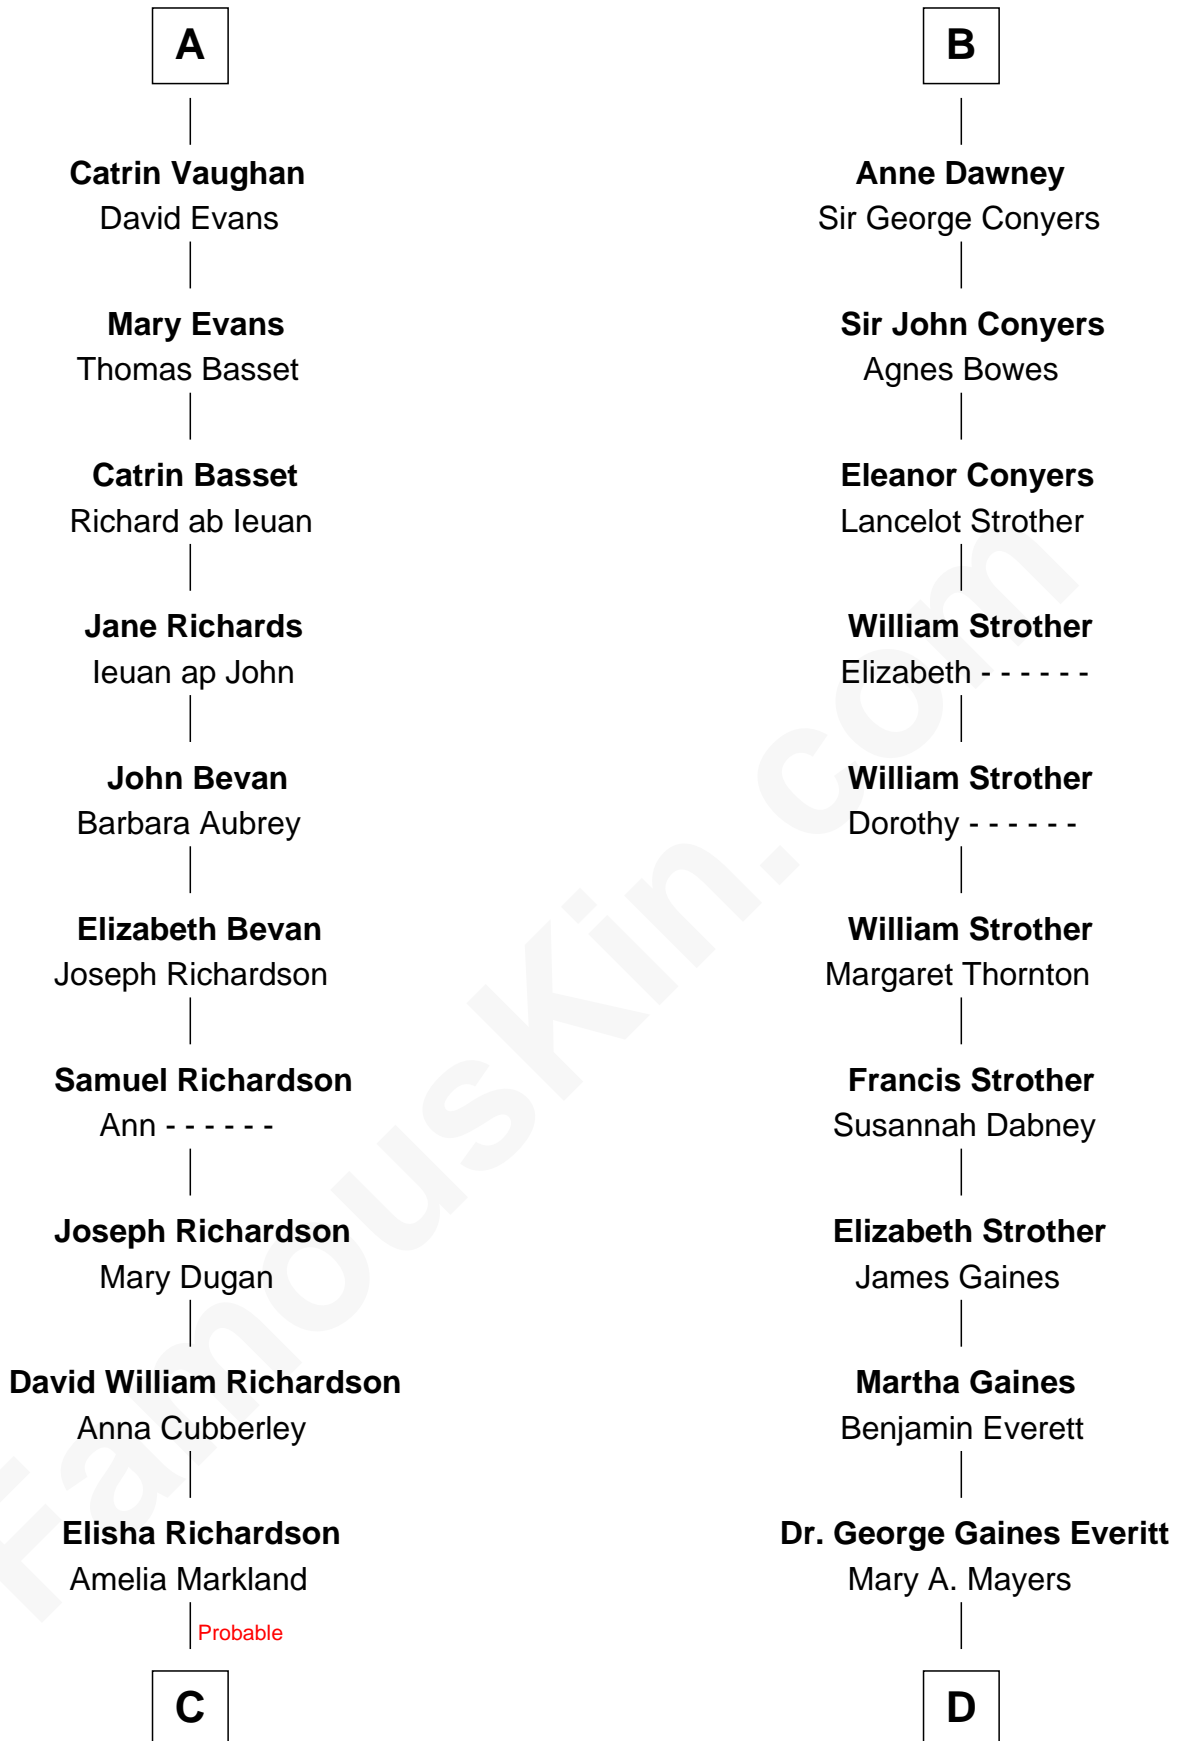 A
Catrin Vaughan
David Evans
Mary Evans
Thomas Basset
Catrin Basset
Richard ab Ieuan
Jane Richards
Ieuan ap John
John Bevan
Barbara Aubrey
Elizabeth Bevan
Joseph Richardson
Samuel Richardson
Ann - - - - - -
Joseph Richardson
Mary Dugan
David William Richardson
Anna Cubberley
Elisha Richardson
Amelia Markland
Probable
C
B
Anne Dawney
Sir George Conyers
Sir John Conyers
Agnes Bowes
Eleanor Conyers
Lancelot Strother
William Strother
Elizabeth - - - - - -
William Strother
Dorothy - - - - - -
William Strother
Margaret Thornton
Francis Strother
Susannah Dabney
Elizabeth Strother
James Gaines
Martha Gaines
Benjamin Everett
Dr. George Gaines Everitt
Mary A. Mayers
D
FamousKin.com